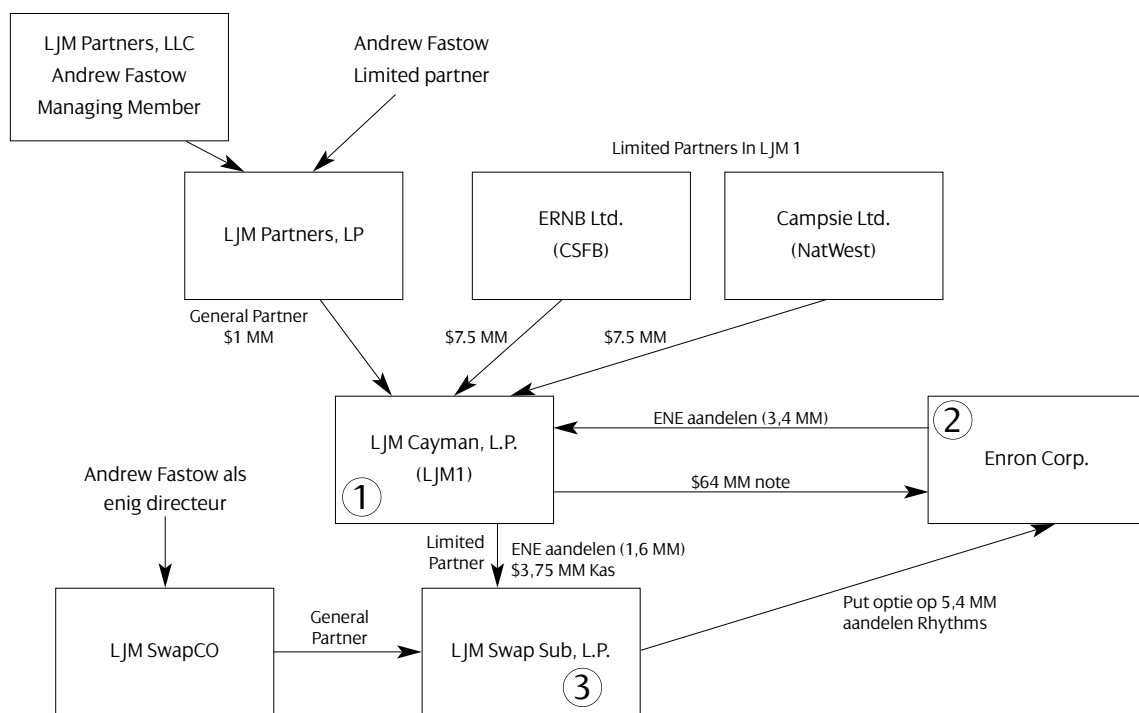 LJM Partners, LLC
Andrew Fastow
Managing Member
Andrew Fastow
Limited partner
Limited Partners In LJM 1
LJM Partners, LP
ERNB Ltd.
(CSFB)
Campsie Ltd.
(NatWest)
General Partner
$1 MM
$7.5 MM
$7.5 MM
LJM Cayman, L.P.
(LJM1)
1
ENE aandelen (3,4 MM)
$64 MM note
2
Enron Corp.
Andrew Fastow als
enig directeur
Limited
Partner
ENE aandelen (1,6 MM)
$3,75 MM Kas
LJM SwapCO
General
Partner
LJM Swap Sub, L.P.
3
Put optie op 5,4 MM
aandelen Rhythms